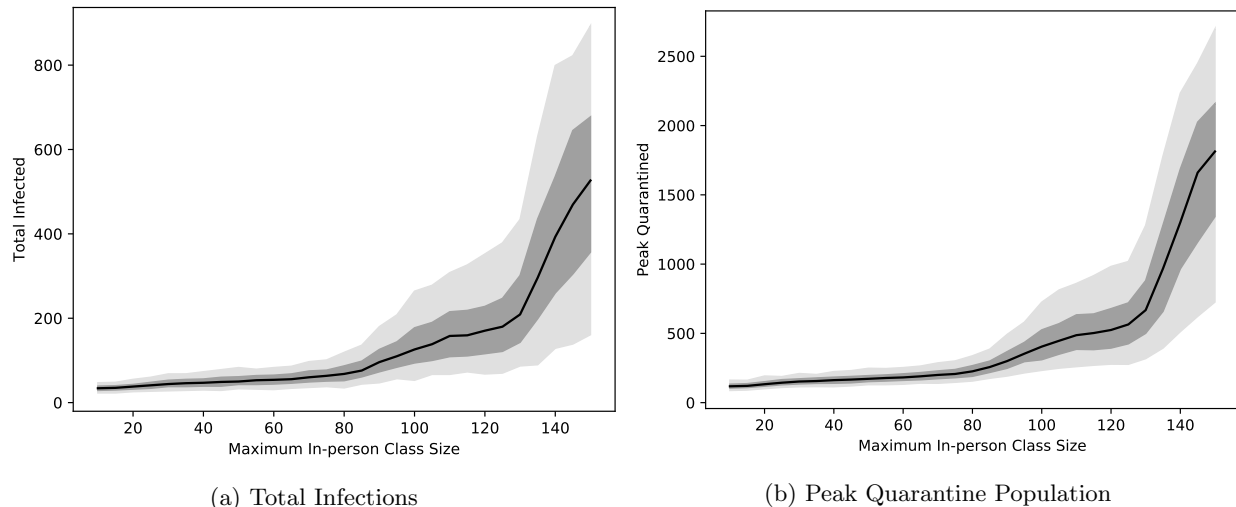 800
600
400
200
0
Total Infected
20 40 60 80 100 120 140
Maximum In-person Class Size
(a) Total Infections
2500
2000
1500
1000
500
0
Peak Quarantined
20 40 60 80 100 120 140
Maximum In-person Class Size
(b) Peak Quarantine Population